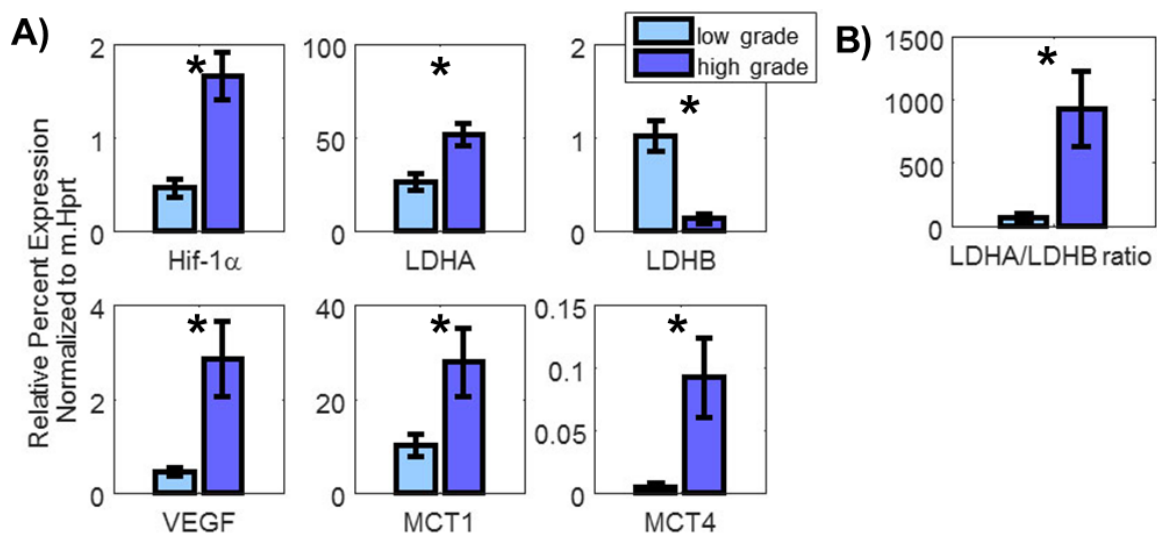 A)
Relative Percent Expression
Normalized to m.Hprt
2
1
0
*
Hif-1α
100
50
0
*
LDHA
2
1
0
*
LDHB
low grade
high grade
B)
1500
1000
500
0
*
LDHA/LDHB ratio
4
2
0
*
VEGF
40
20
0
*
MCT1
0.15
0.1
0.05
0
*
MCT4